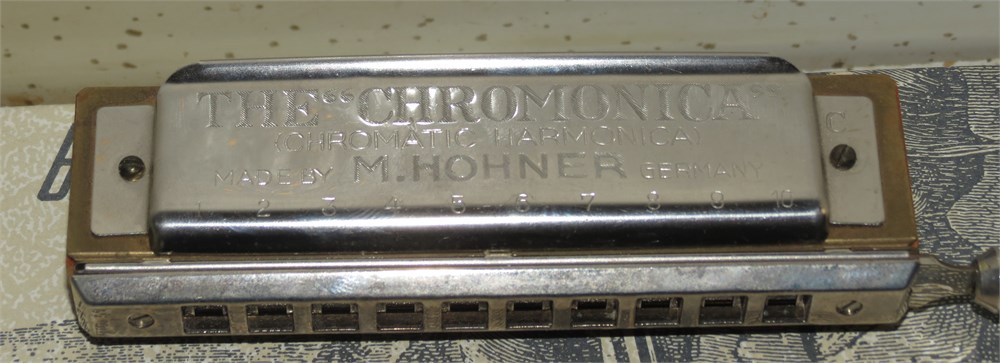 THE “CHROMONICA”
(CHROMATIC HARMONICA)
MADE BY M. HOHNER GERMANY
C
1 2 3 4 5 6 7 8 9 10